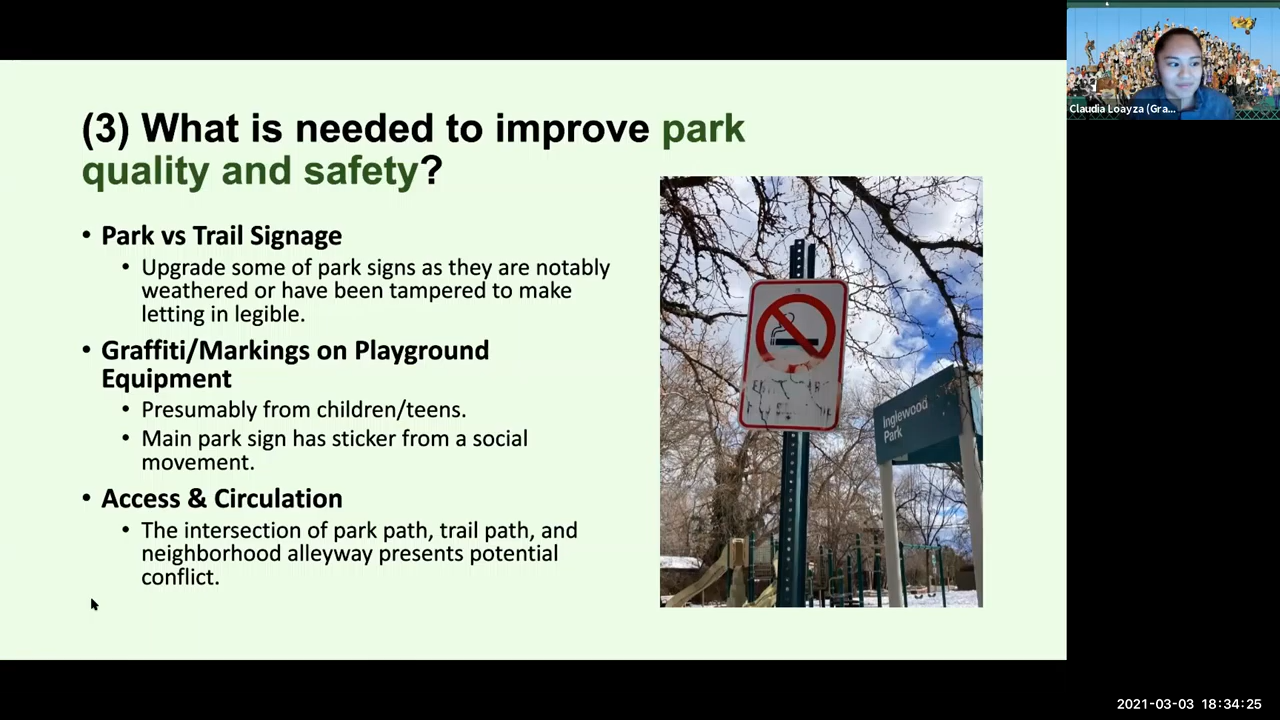 (3) What is needed to improve park
quality and safety?
• Park vs Trail Signage
• Upgrade some of park signs as they are notably
weathered or have been tampered to make
letting in legible.
• Graffiti/Markings on Playground
Equipment
• Presumably from children/teens.
• Main park sign has sticker from a social
movement.
• Access & Circulation
• The intersection of park path, trail path, and
neighborhood alleyway presents potential
conflict.
Inglewood
Park
Claudia Loayza (Gra...
2021-03-03 18:34:25